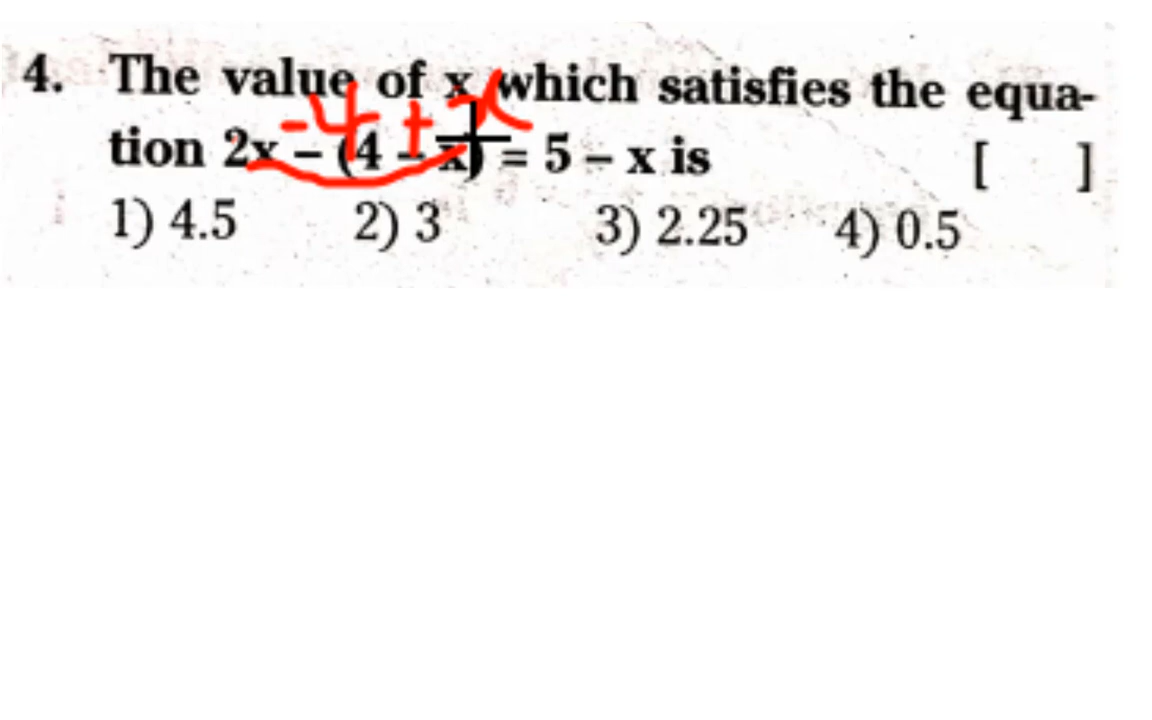 4. The value of x which satisfies the equa-
-4 + x
tion 2x – (4 – x) = 5 – x is [ ]
1) 4.5 2) 3 3) 2.25 4) 0.5